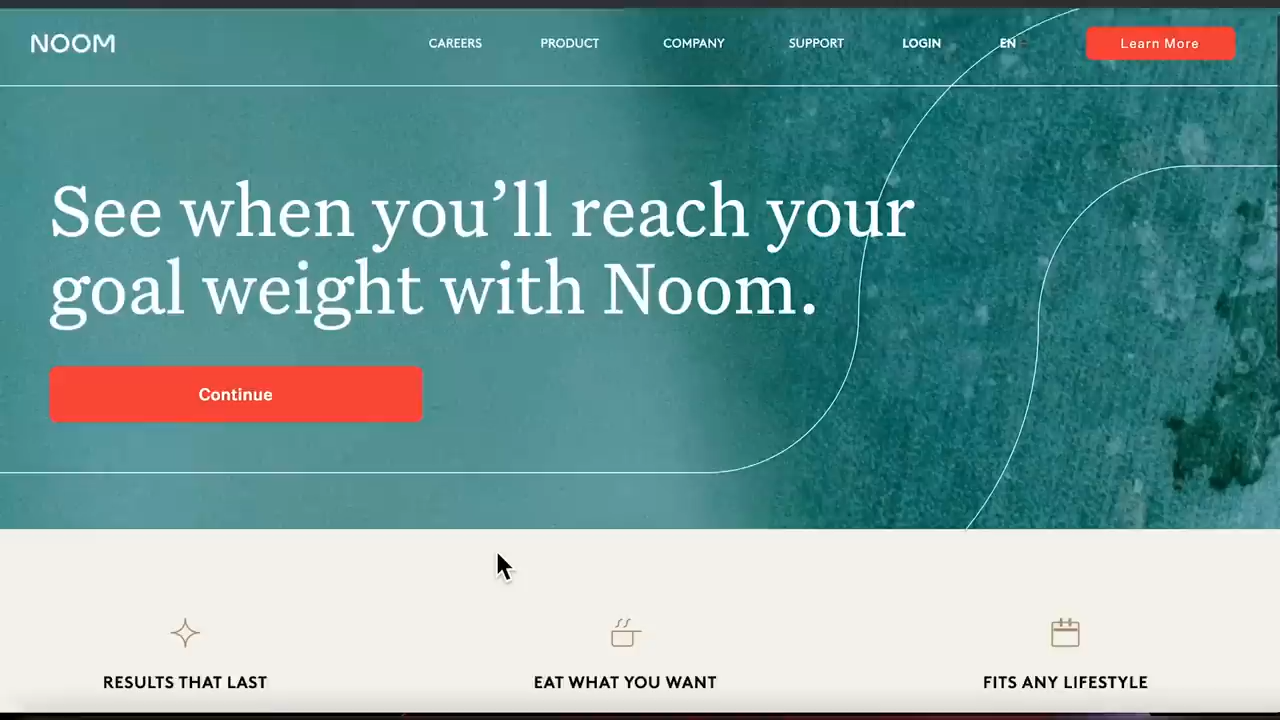 NOOM
CAREERS
PRODUCT
COMPANY
SUPPORT
LOGIN
EN
Learn More
See when you’ll reach your
goal weight with Noom.
Continue
RESULTS THAT LAST
EAT WHAT YOU WANT
FITS ANY LIFESTYLE